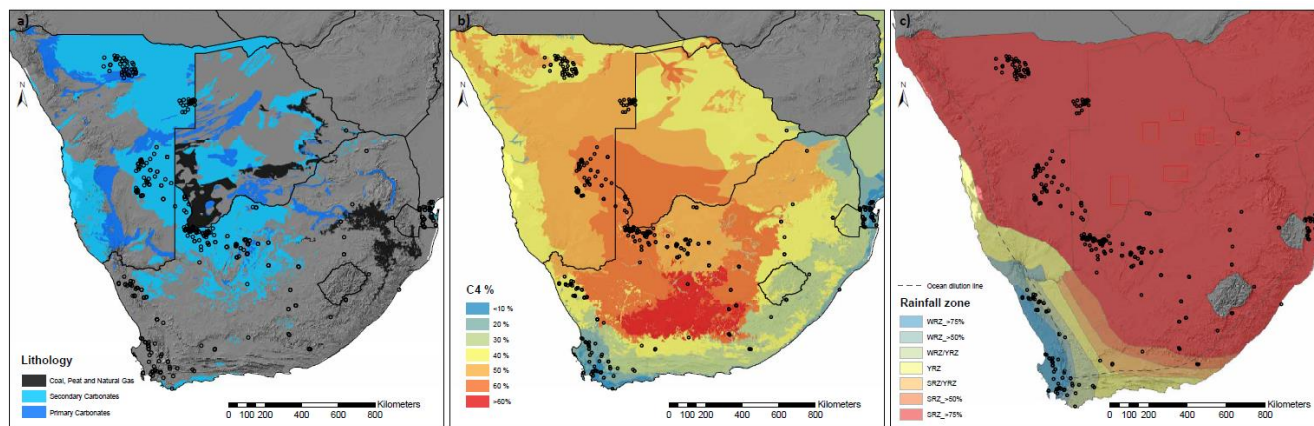 a)
N
Lithology
Coal, Peat and Natural Gas
Secondary Carbonates
Primary Carbonates
Kilometers
0 100 200 400 600 800
b)
N
C4 %
<10 %
20 %
30 %
40 %
50 %
60 %
>60%
Kilometers
0 100 200 400 600 800
c)
N
Ocean dilution line
Rainfall zone
WRZ_>75%
WRZ_>50%
WRZ/YRZ
YRZ
SRZ/YRZ
SRZ_>50%
SRZ_>75%
Kilometers
0 100 200 400 600 800